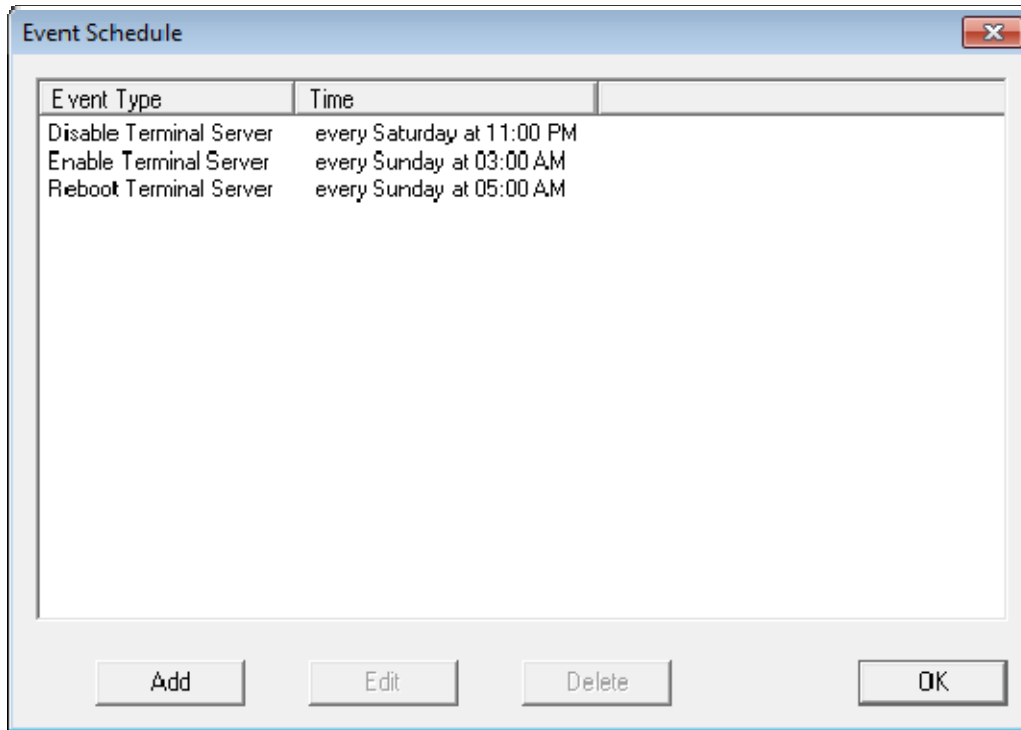 Event Schedule
Event Type Time
Disable Terminal Server every Saturday at 11:00 PM
Enable Terminal Server every Sunday at 03:00 AM
Reboot Terminal Server every Sunday at 05:00 AM
Add Edit Delete OK